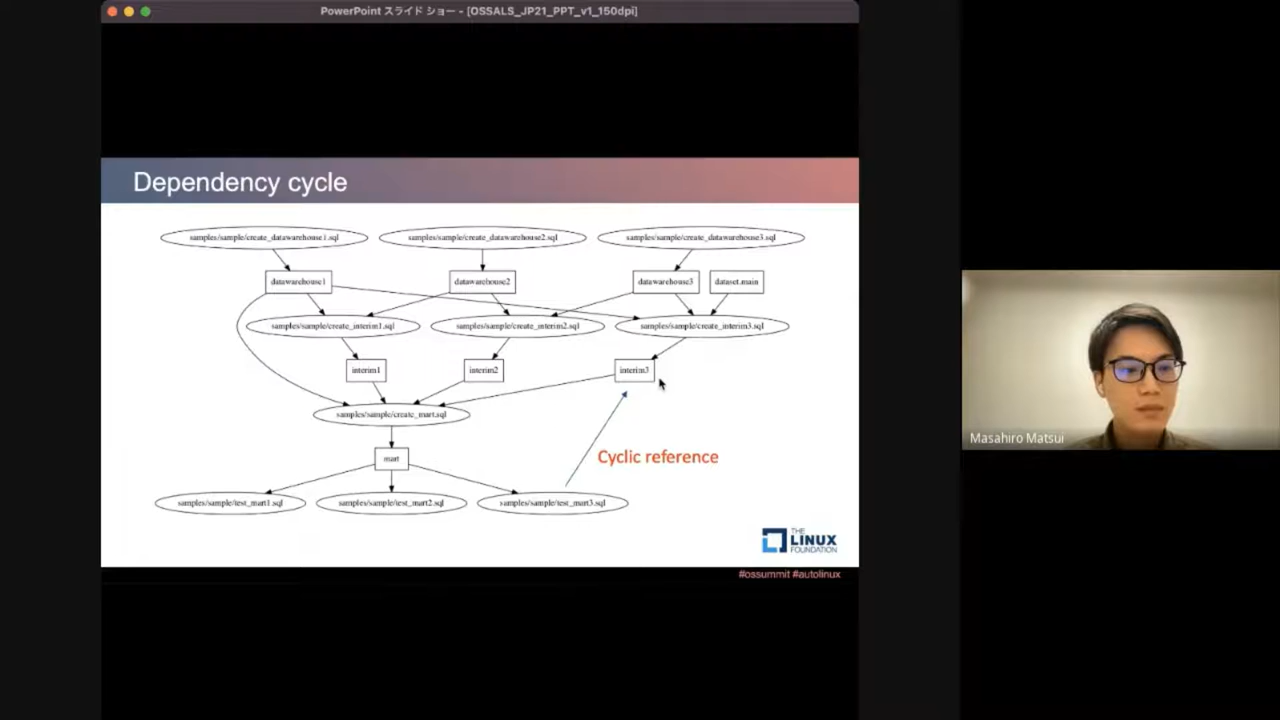 PowerPoint スライド ショー - [OSSALS_JP21_PPT_v1_150dpi]
Dependency cycle
samples/sample/create_datawarehouse1.sql
samples/sample/create_datawarehouse2.sql
samples/sample/create_datawarehouse3.sql
datawarehouse1
datawarehouse2
datawarehouse3
dataset.main
samples/sample/create_interim1.sql
samples/sample/create_interim2.sql
samples/sample/create_interim3.sql
interim1
interim2
interim3
samples/sample/create_mart.sql
mart
Cyclic reference
samples/sample/test_mart1.sql
samples/sample/test_mart2.sql
samples/sample/test_mart3.sql
THE
LINUX
FOUNDATION
#ossummit #autolinux
Masahiro Matsui